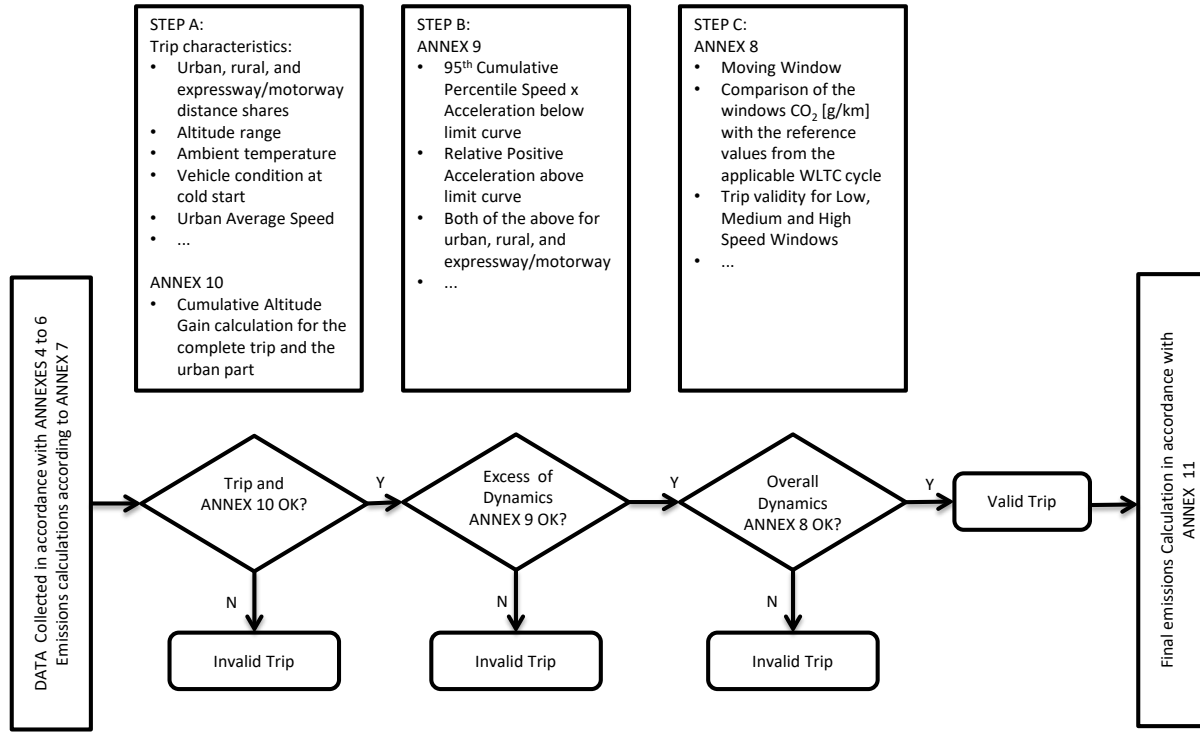 DATA Collected in accordance with ANNEXES 4 to 6
Emissions calculations according to ANNEX 7
STEP A:
Trip characteristics:
• Urban, rural, and
expressway/motorway
distance shares
• Altitude range
• Ambient temperature
• Vehicle condition at
cold start
• Urban Average Speed
• ...
ANNEX 10
• Cumulative Altitude
Gain calculation for the
complete trip and the
urban part
STEP B:
ANNEX 9
• 95th Cumulative
Percentile Speed x
Acceleration below
limit curve
• Relative Positive
Acceleration above
limit curve
• Both of the above for
urban, rural, and
expressway/motorway
• ...
STEP C:
ANNEX 8
• Moving Window
• Comparison of the
windows CO2 [g/km]
with the reference
values from the
applicable WLTC cycle
• Trip validity for Low,
Medium and High
Speed Windows
• ...
Trip and
ANNEX 10 OK?
Y
N
Invalid Trip
Excess of
Dynamics
ANNEX 9 OK?
Y
N
Invalid Trip
Overall
Dynamics
ANNEX 8 OK?
Y
N
Invalid Trip
Valid Trip
Final emissions Calculation in accordance with
ANNEX 11